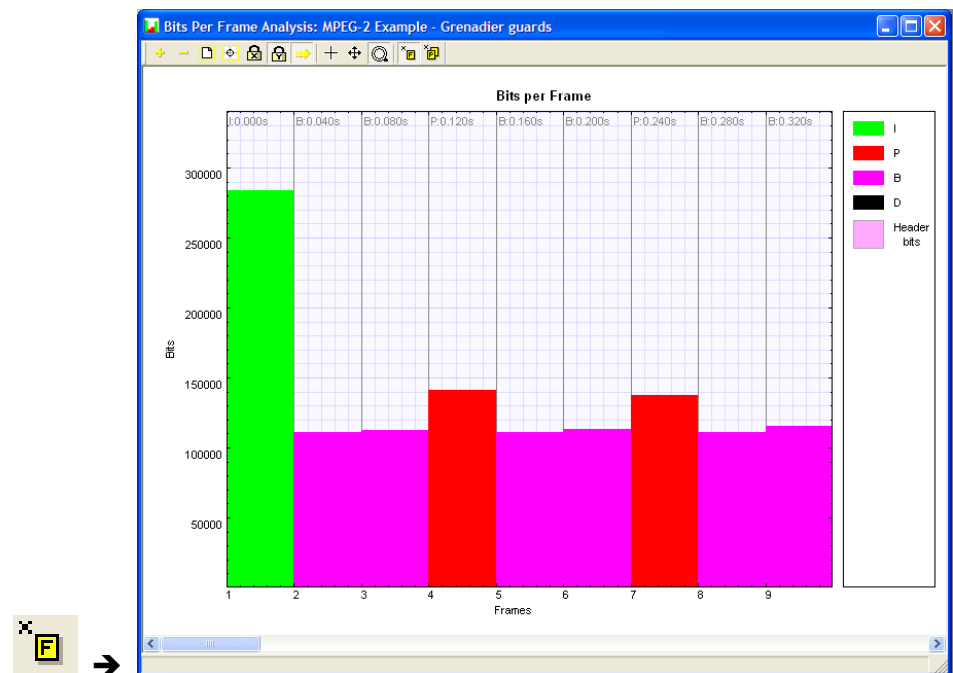 Bits Per Frame Analysis: MPEG-2 Example - Grenadier guards
Bits per Frame
I:0.000s B:0.040s B:0.080s P:0.120s B:0.160s B:0.200s P:0.240s B:0.280s B:0.320s
300000
250000
200000
150000
100000
50000
Bits
1 2 3 4 5 6 7 8 9
Frames
I
P
B
D
Header
bits
F